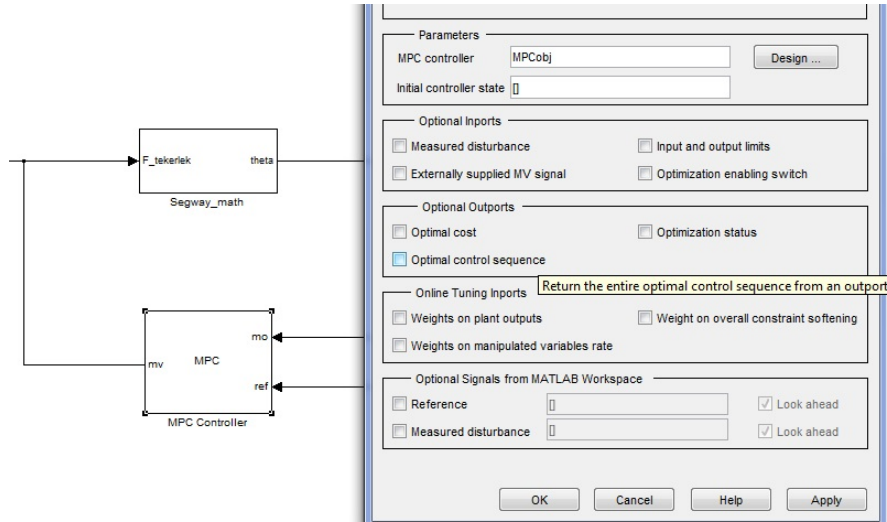 F_tekerlek theta
Segway_math
mo
mv MPC
ref
MPC Controller
Parameters
MPC controller MPCobj Design ...
Initial controller state []
Optional Inports
Measured disturbance Input and output limits
Externally supplied MV signal Optimization enabling switch
Optional Outports
Optimal cost Optimization status
Optimal control sequence
Return the entire optimal control sequence from an outport
Online Tuning Inports
Weights on plant outputs Weight on overall constraint softening
Weights on manipulated variables rate
Optional Signals from MATLAB Workspace
Reference [] Look ahead
Measured disturbance [] Look ahead
OK Cancel Help Apply